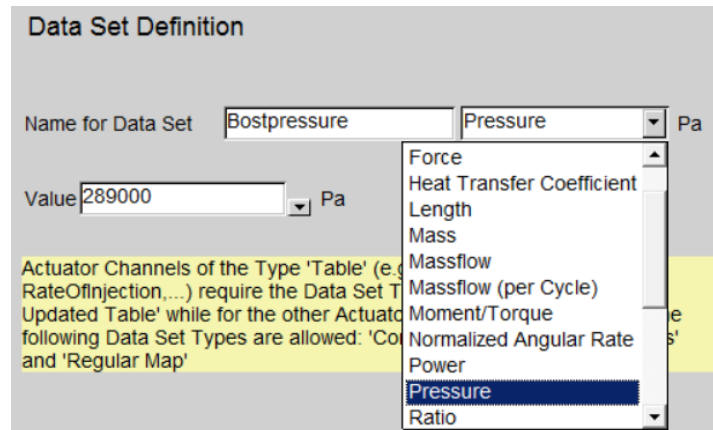 Data Set Definition
Name for Data Set Bostpressure Pressure Pa
Force
Heat Transfer Coefficient
Length
Mass
Massflow
Massflow (per Cycle)
Moment/Torque
Normalized Angular Rate
Power
Pressure
Ratio
Value 289000 Pa
Actuator Channels of the Type 'Table' (e.g
RateOfInjection,...) require the Data Set T
Updated Table' while for the other Actuato
following Data Set Types are allowed: 'Con
and 'Regular Map'